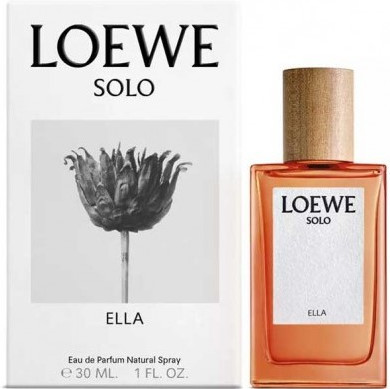 LOEWE
SOLO
ELLA
Eau de Parfum Natural Spray
℮ 30 ML. 1 FL. OZ.
LOEWE
SOLO
ELLA